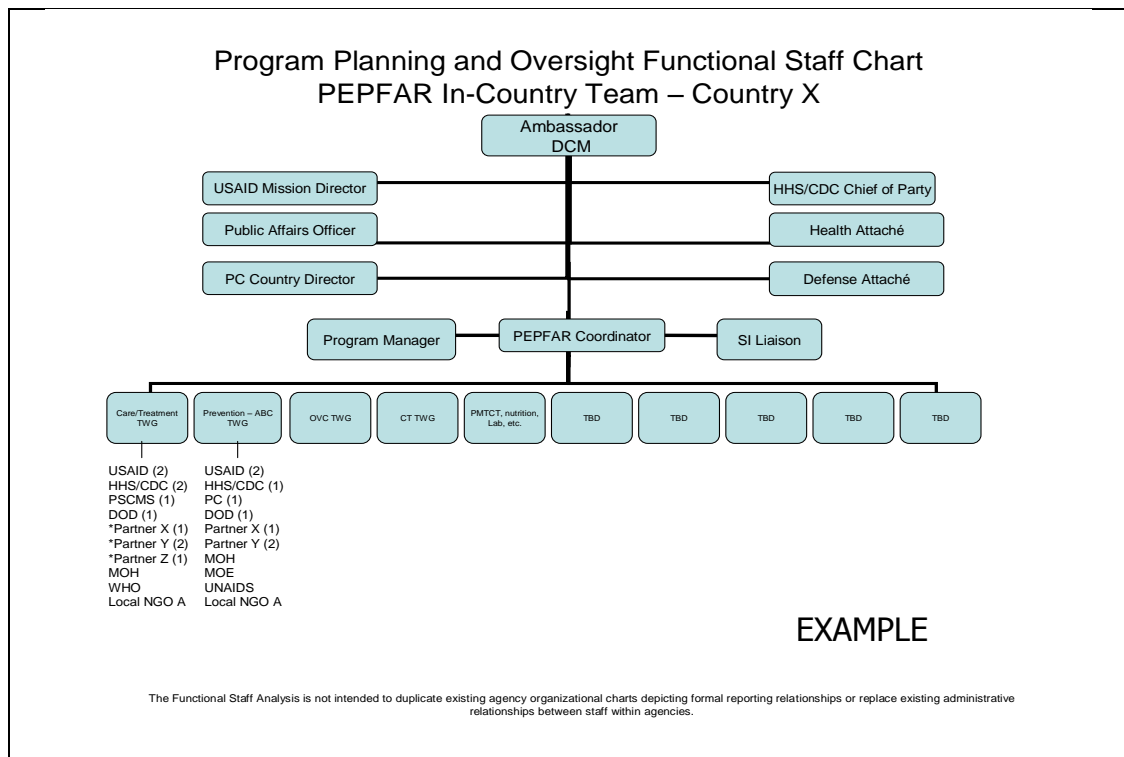 Program Planning and Oversight Functional Staff Chart
PEPFAR In-Country Team – Country X
Ambassador
DCM
USAID Mission Director
HHS/CDC Chief of Party
Public Affairs Officer
Health Attaché
PC Country Director
Defense Attaché
Program Manager
PEPFAR Coordinator
SI Liaison
Care/Treatment
TWG
Prevention – ABC
TWG
OVC TWG
CT TWG
PMTCT, nutrition,
Lab, etc.
TBD
TBD
TBD
TBD
TBD
USAID (2)
HHS/CDC (2)
PSCMS (1)
DOD (1)
*Partner X (1)
*Partner Y (2)
*Partner Z (1)
MOH
WHO
Local NGO A
USAID (2)
HHS/CDC (1)
PC (1)
DOD (1)
Partner X (1)
Partner Y (2)
MOH
MOE
UNAIDS
Local NGO A
EXAMPLE
The Functional Staff Analysis is not intended to duplicate existing agency organizational charts depicting formal reporting relationships or replace existing administrative
relationships between staff within agencies.